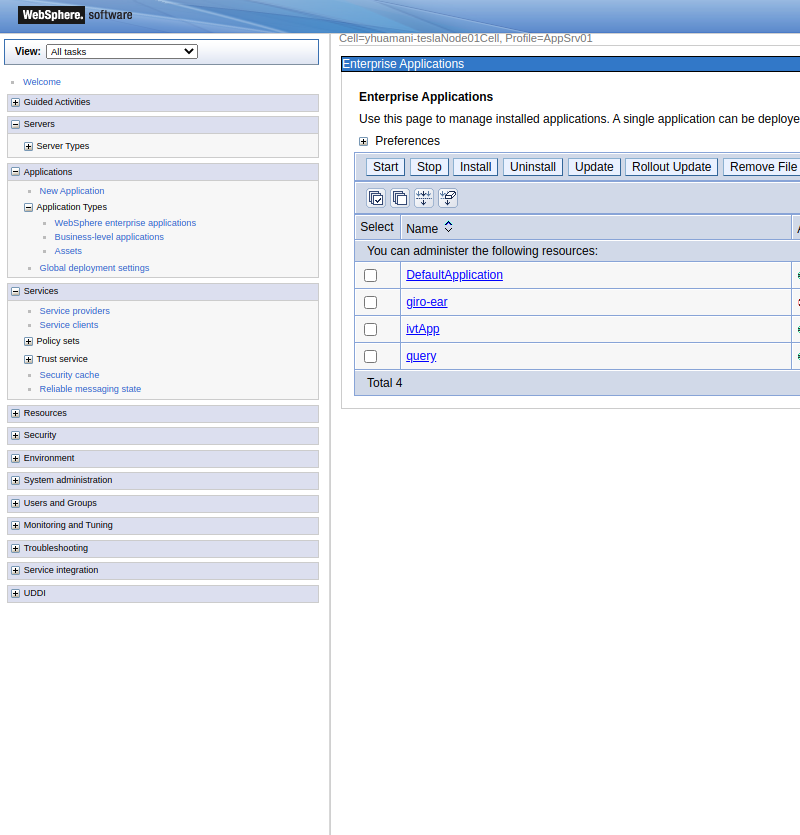 WebSphere. software
View: All tasks
Welcome
Guided Activities
Servers
Server Types
Applications
New Application
Application Types
WebSphere enterprise applications
Business-level applications
Assets
Global deployment settings
Services
Service providers
Service clients
Policy sets
Trust service
Security cache
Reliable messaging state
Resources
Security
Environment
System administration
Users and Groups
Monitoring and Tuning
Troubleshooting
Service integration
UDDI
Cell=yhuamani-teslaNode01Cell, Profile=AppSrv01
Enterprise Applications
Enterprise Applications
Use this page to manage installed applications. A single application can be deploye
Preferences
Start Stop Install Uninstall Update Rollout Update Remove File
Select Name
You can administer the following resources:
DefaultApplication
giro-ear
ivtApp
query
Total 4